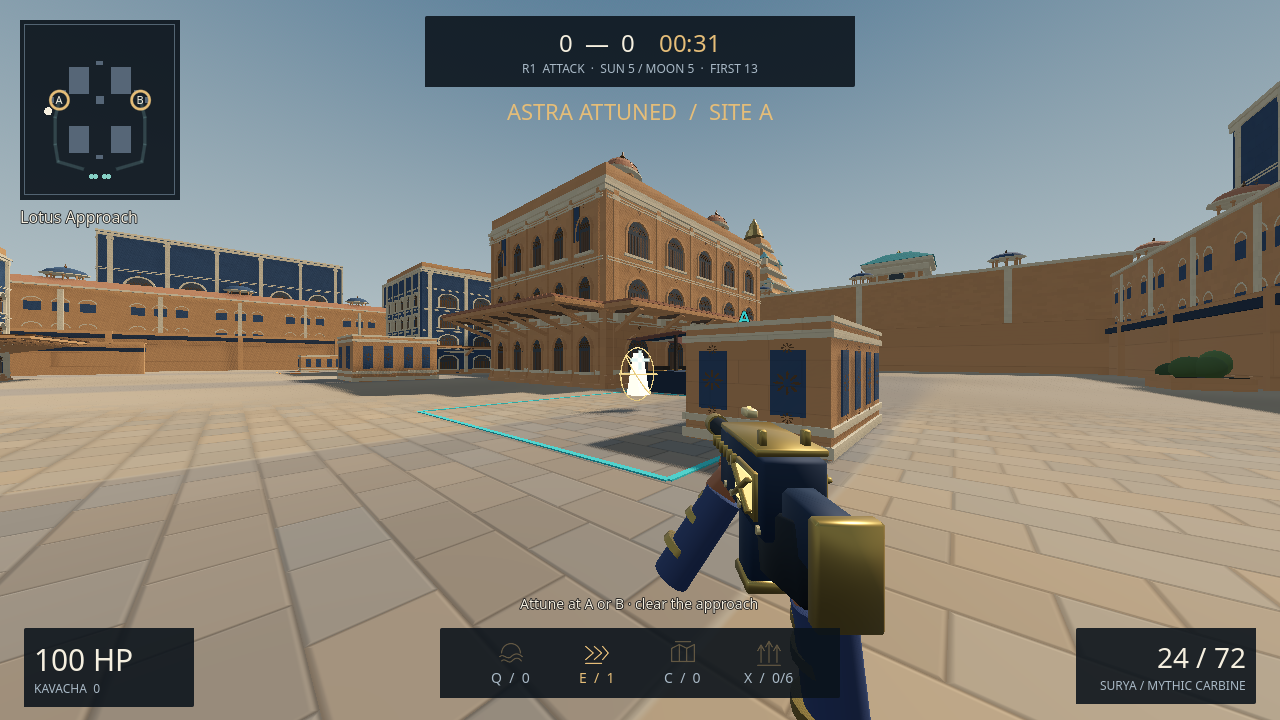 0 — 0 00:31
R1 ATTACK · SUN 5 / MOON 5 · FIRST 13
ASTRA ATTUNED / SITE A
A
B
Lotus Approach
A
Attune at A or B · clear the approach
100 HP
KAVACHA 0
Q / 0
E / 1
C / 0
X / 0/6
24 / 72
SURYA / MYTHIC CARBINE